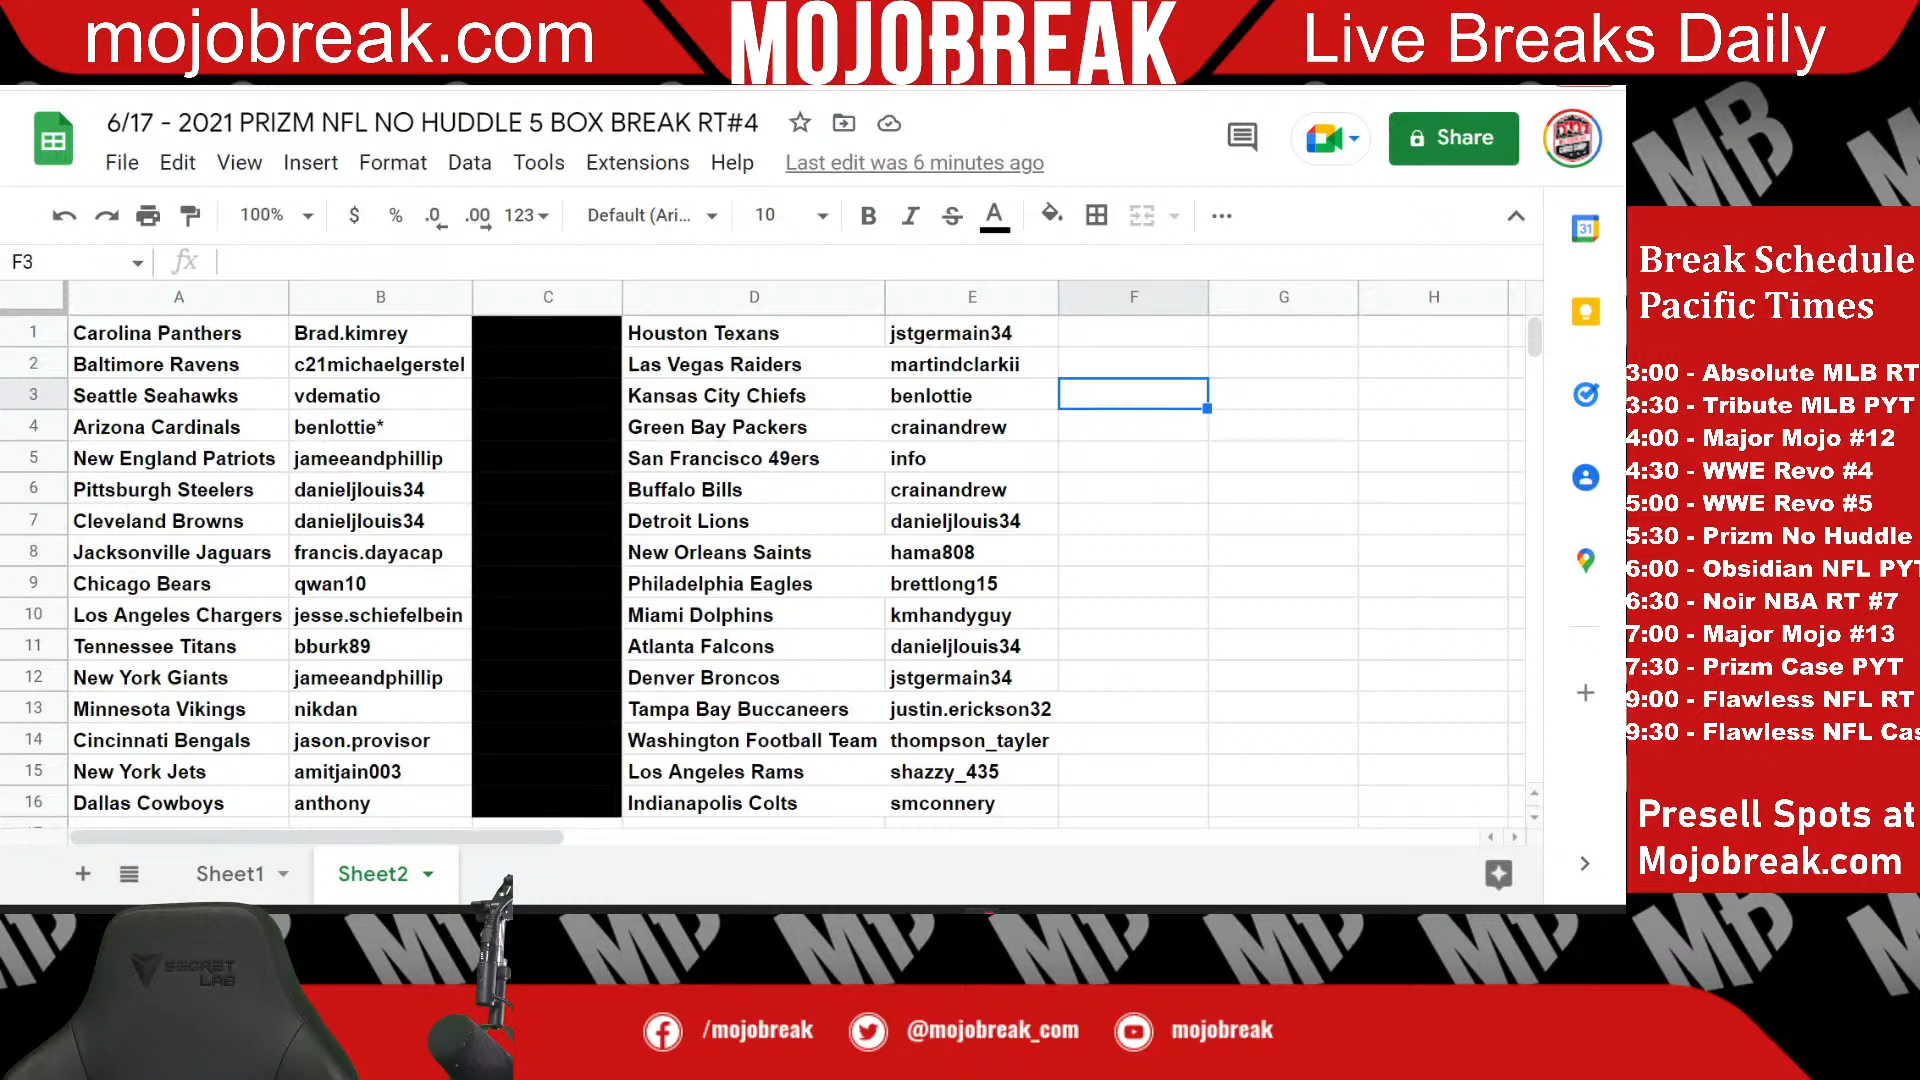 mojobreak.com
MOJOBREAK
Live Breaks Daily
6/17 - 2021 PRIZM NFL NO HUDDLE 5 BOX BREAK RT#4
Share
File Edit View Insert Format Data Tools Extensions Help Last edit was 6 minutes ago
100% $ % .0 .00 123 Default (Ari... 10 B I S A
31
F3 fx
A B C D E F G H
1 Carolina Panthers Brad.kimrey Houston Texans jstgermain34
2 Baltimore Ravens c21michaelgerstel Las Vegas Raiders martindclarkii
3 Seattle Seahawks vdematio Kansas City Chiefs benlottie
4 Arizona Cardinals benlottie* Green Bay Packers crainandrew
5 New England Patriots jameeandphillip San Francisco 49ers info
6 Pittsburgh Steelers danieljlouis34 Buffalo Bills crainandrew
7 Cleveland Browns danieljlouis34 Detroit Lions danieljlouis34
8 Jacksonville Jaguars francis.dayacap New Orleans Saints hama808
9 Chicago Bears qwan10 Philadelphia Eagles brettlong15
10 Los Angeles Chargers jesse.schiefelbein Miami Dolphins kmhandyguy
11 Tennessee Titans bburk89 Atlanta Falcons danieljlouis34
12 New York Giants jameeandphillip Denver Broncos jstgermain34
13 Minnesota Vikings nikdan Tampa Bay Buccaneers justin.erickson32
14 Cincinnati Bengals jason.provisor Washington Football Team thompson_tayler
15 New York Jets amitjain003 Los Angeles Rams shazzy_435
16 Dallas Cowboys anthony Indianapolis Colts smconnery
Sheet1 Sheet2
Break Schedule
Pacific Times
3:00 - Absolute MLB RT
3:30 - Tribute MLB PYT
4:00 - Major Mojo #12
4:30 - WWE Revo #4
5:00 - WWE Revo #5
5:30 - Prizm No Huddle
6:00 - Obsidian NFL PYT
6:30 - Noir NBA RT #7
7:00 - Major Mojo #13
7:30 - Prizm Case PYT
9:00 - Flawless NFL RT
9:30 - Flawless NFL Cas
Presell Spots at
Mojobreak.com
MB
SECRET
LAB
/mojobreak @mojobreak_com mojobreak